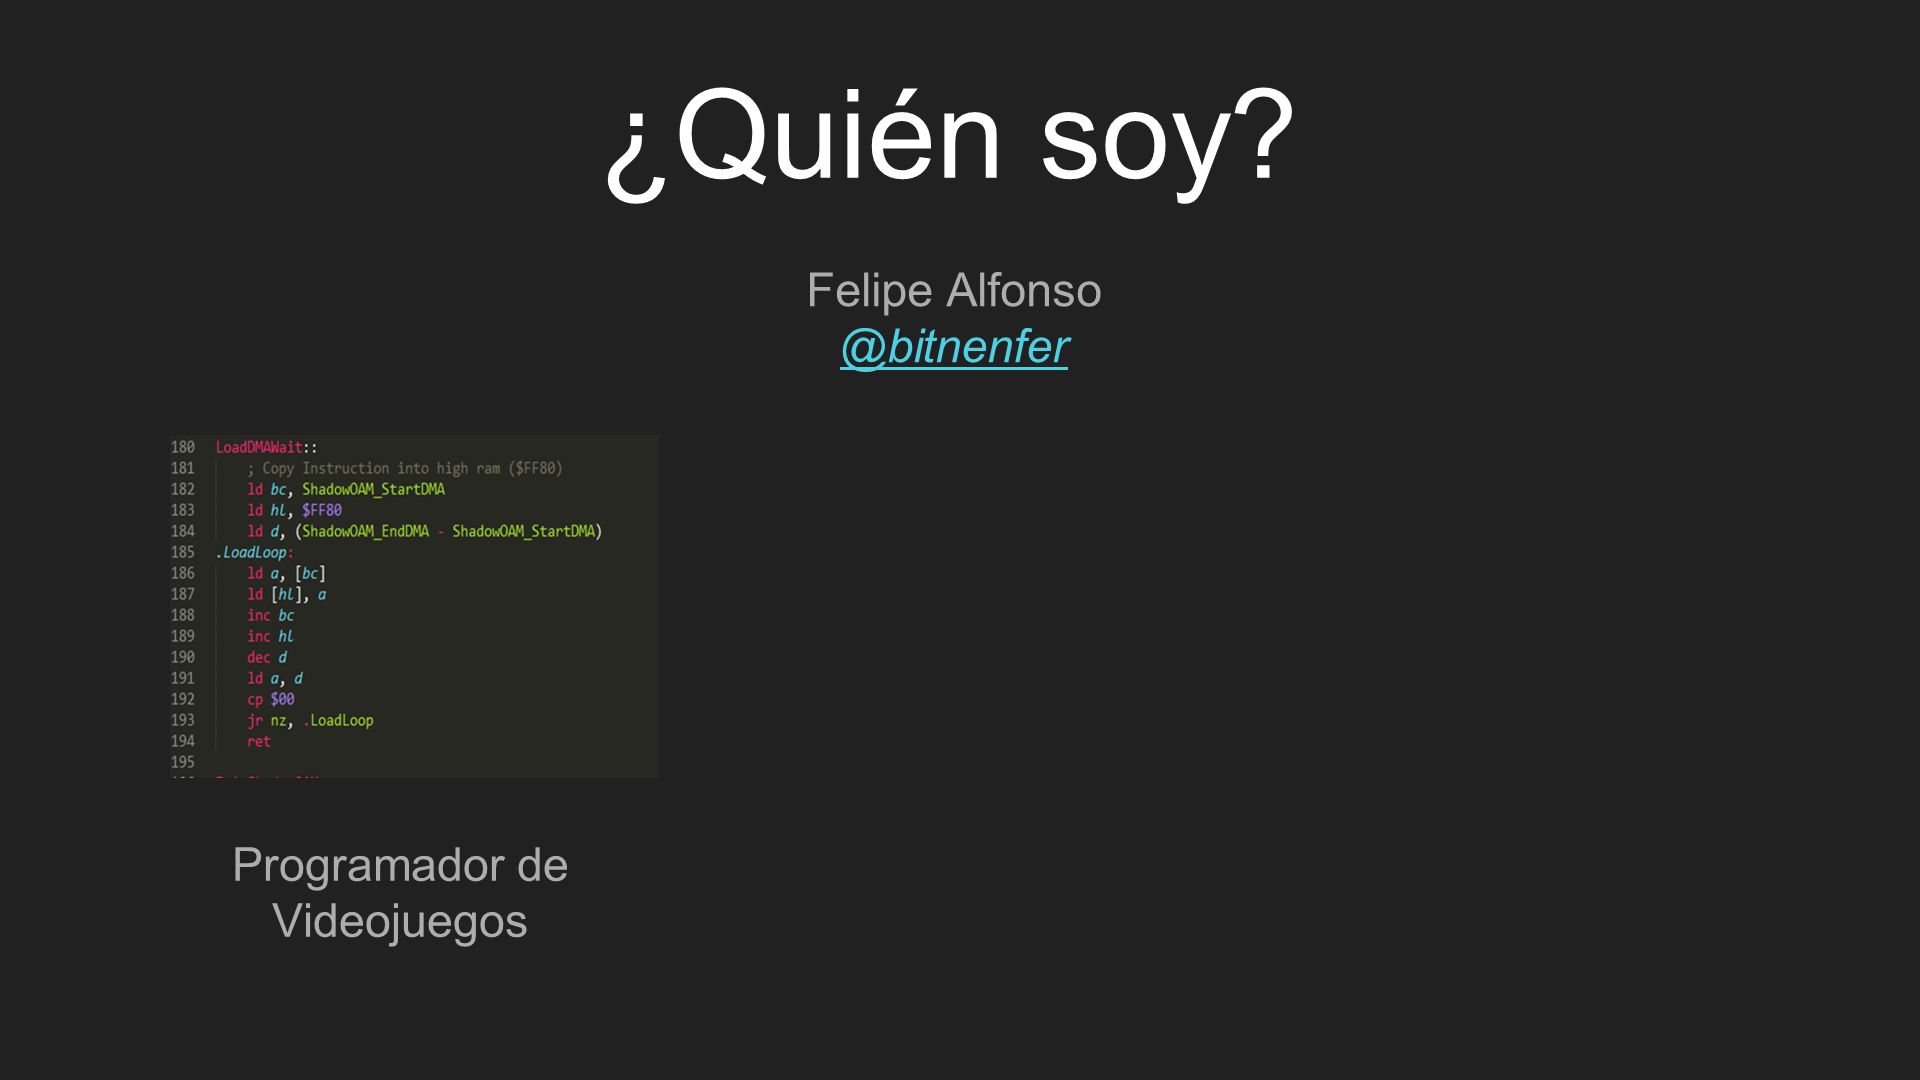 ¿Quién soy?
Felipe Alfonso
@bitnenfer
180 LoadDMAWait::
181 ; Copy Instruction into high ram ($FF80)
182 ld bc, ShadowOAM_StartDMA
183 ld hl, $FF80
184 ld d, (ShadowOAM_EndDMA - ShadowOAM_StartDMA)
185 .LoadLoop:
186 ld a, [bc]
187 ld [hl], a
188 inc bc
189 inc hl
190 dec d
191 ld a, d
192 cp $00
193 jr nz, .LoadLoop
194 ret
195
Programador de
Videojuegos